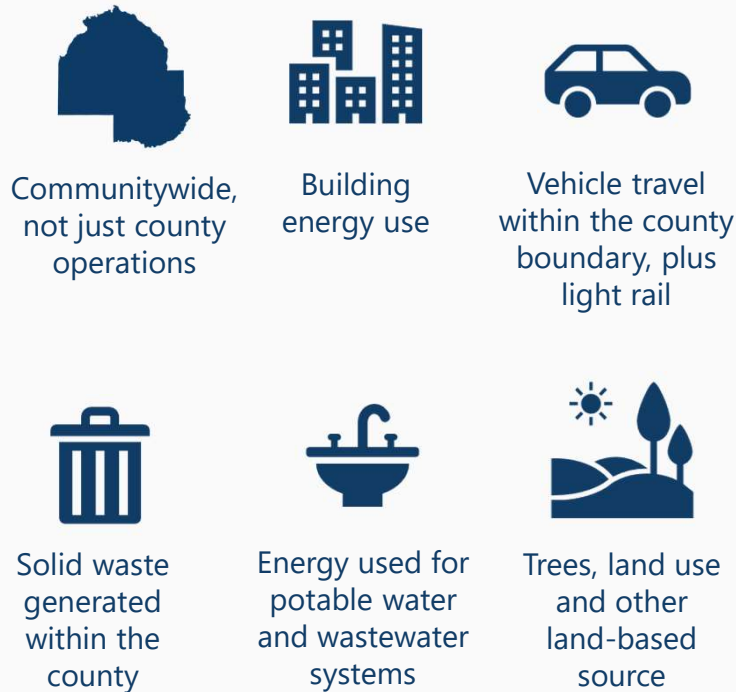 Communitywide,
not just county
operations
Building
energy use
Vehicle travel
within the county
boundary, plus
light rail
Solid waste
generated
within the
county
Energy used for
potable water
and wastewater
systems
Trees, land use
and other
land-based
source